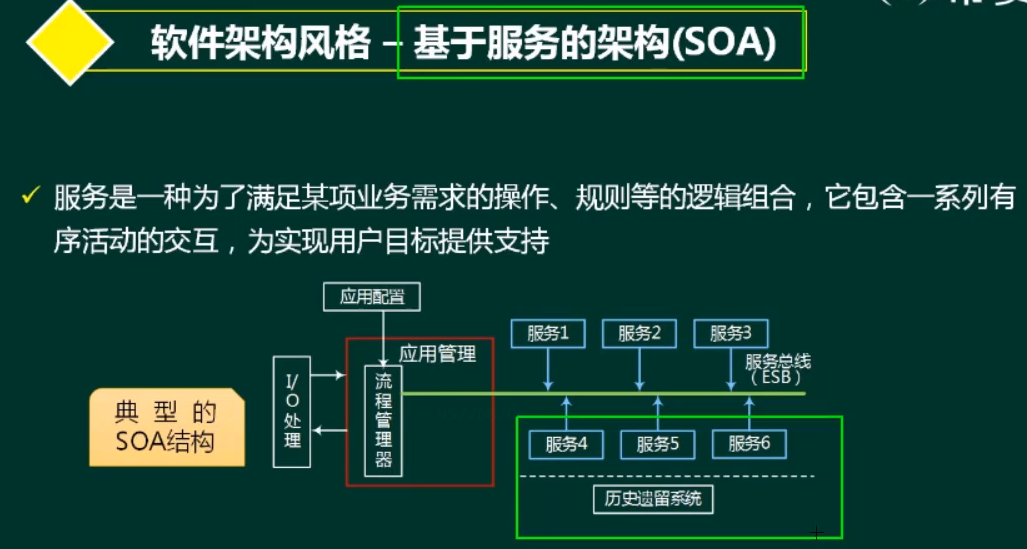 软件架构风格 – 基于服务的架构(SOA)
服务是一种为了满足某项业务需求的操作、规则等的逻辑组合，它包含一系列有
序活动的交互，为实现用户目标提供支持
应用配置
应用管理
I/O处理
流程管理器
服务1
服务2
服务3
服务总线
（ESB）
典 型 的
SOA结构
服务4
服务5
服务6
历史遗留系统